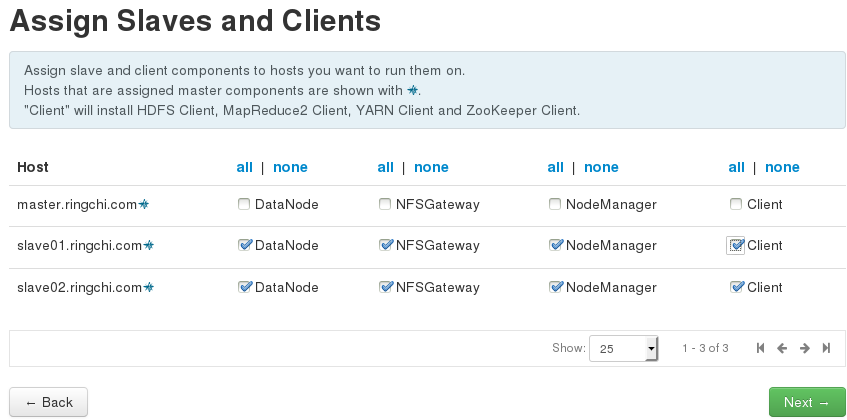 Assign Slaves and Clients
Assign slave and client components to hosts you want to run them on.
Hosts that are assigned master components are shown with ✵.
"Client" will install HDFS Client, MapReduce2 Client, YARN Client and ZooKeeper Client.
Host all | none all | none all | none all | none
master.ringchi.com✵ DataNode NFSGateway NodeManager Client
slave01.ringchi.com✵ DataNode NFSGateway NodeManager Client
slave02.ringchi.com✵ DataNode NFSGateway NodeManager Client
Show: 25 1 - 3 of 3
← Back Next →